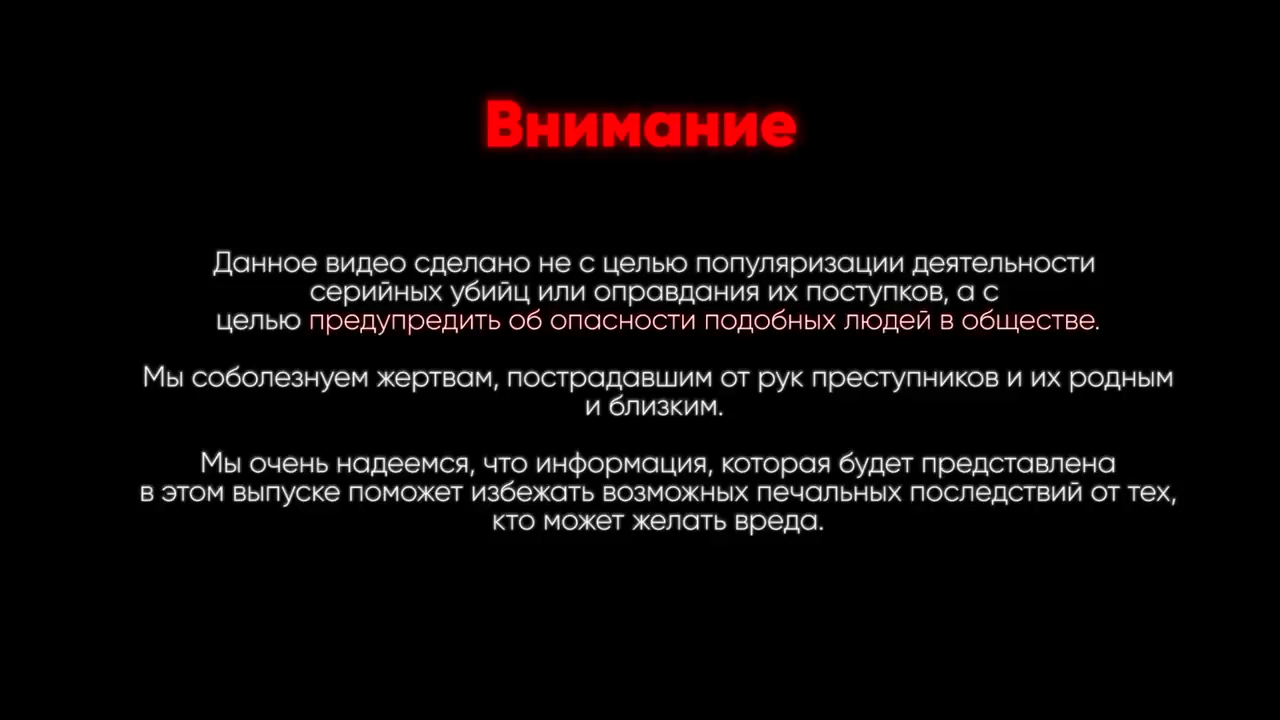 Внимание
Данное видео сделано не с целью популяризации деятельности
серийных убийц или оправдания их поступков, а с
целью предупредить об опасности подобных людей в обществе.
Мы соболезнуем жертвам, пострадавшим от рук преступников и их родным
и близким.
Мы очень надеемся, что информация, которая будет представлена
в этом выпуске поможет избежать возможных печальных последствий от тех,
кто может желать вреда.